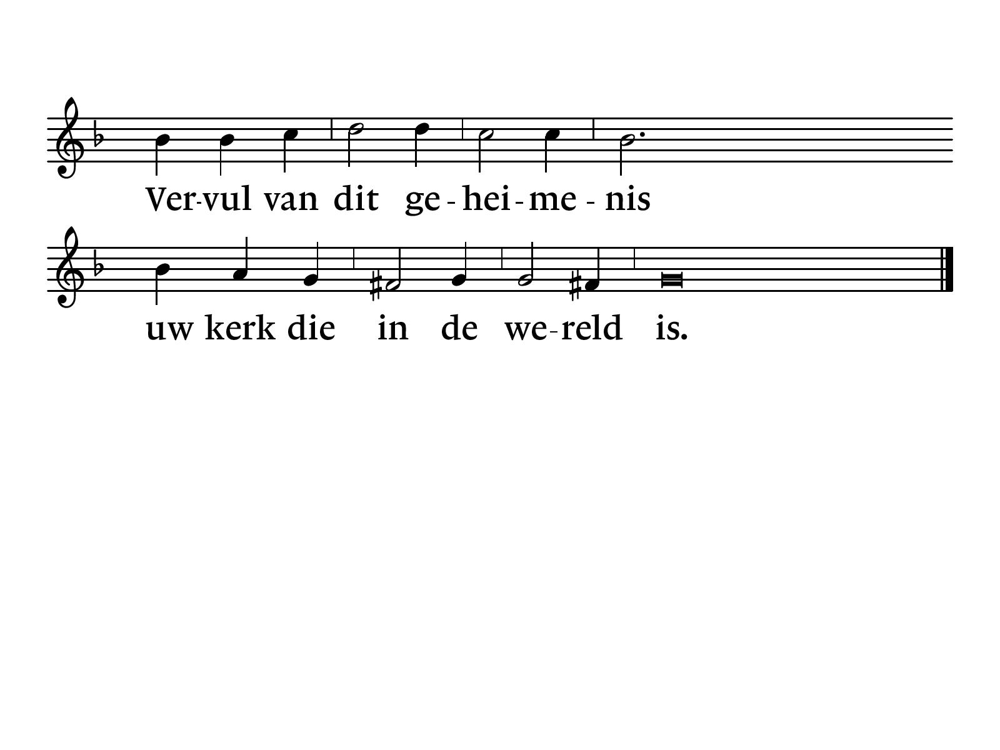 Ver-vul van dit ge-hei-me-nis
uw kerk die in de we-reld is.